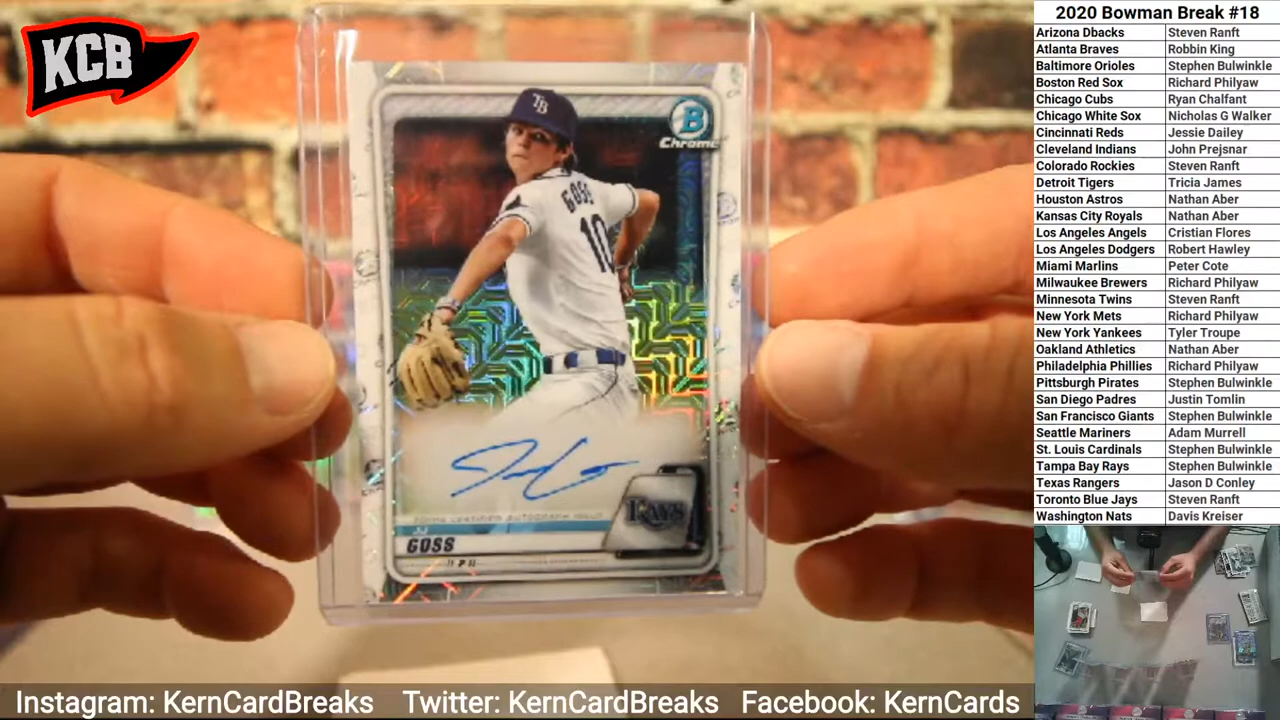 KCB
TB
B
Chrome
GOSS
10
CERTIFIED AUTOGRAPH ISSUE
RAYS
JJ
GOSS
2020 Bowman Break #18
Arizona Dbacks Steven Ranft
Atlanta Braves Robbin King
Baltimore Orioles Stephen Bulwinkle
Boston Red Sox Richard Philyaw
Chicago Cubs Ryan Chalfant
Chicago White Sox Nicholas G Walker
Cincinnati Reds Jessie Dailey
Cleveland Indians John Prejsnar
Colorado Rockies Steven Ranft
Detroit Tigers Tricia James
Houston Astros Nathan Aber
Kansas City Royals Nathan Aber
Los Angeles Angels Cristian Flores
Los Angeles Dodgers Robert Hawley
Miami Marlins Peter Cote
Milwaukee Brewers Richard Philyaw
Minnesota Twins Steven Ranft
New York Mets Richard Philyaw
New York Yankees Tyler Troupe
Oakland Athletics Nathan Aber
Philadelphia Phillies Richard Philyaw
Pittsburgh Pirates Stephen Bulwinkle
San Diego Padres Justin Tomlin
San Francisco Giants Stephen Bulwinkle
Seattle Mariners Adam Murrell
St. Louis Cardinals Stephen Bulwinkle
Tampa Bay Rays Stephen Bulwinkle
Texas Rangers Jason D Conley
Toronto Blue Jays Steven Ranft
Washington Nats Davis Kreiser
Instagram: KernCardBreaks Twitter: KernCardBreaks Facebook: KernCards